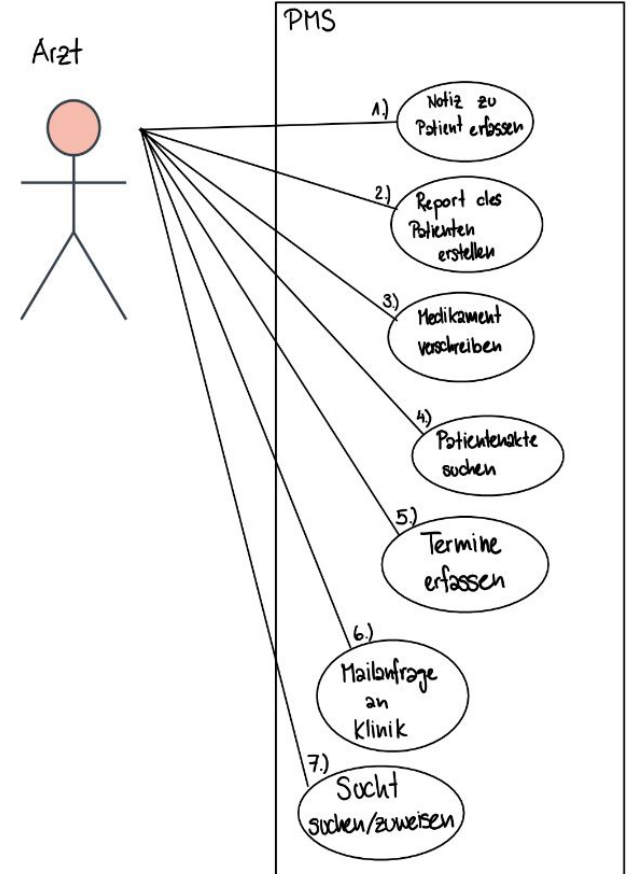 PMS
Arzt
1.)
Notiz zu
Patient erfassen
2.)
Report des
Patienten
erstellen
3.)
Medikament
verschreiben
4.)
Patientenakte
suchen
5.)
Termine
erfassen
6.)
Mailanfrage
an
Klinik
7.)
Sucht
suchen/zuweisen